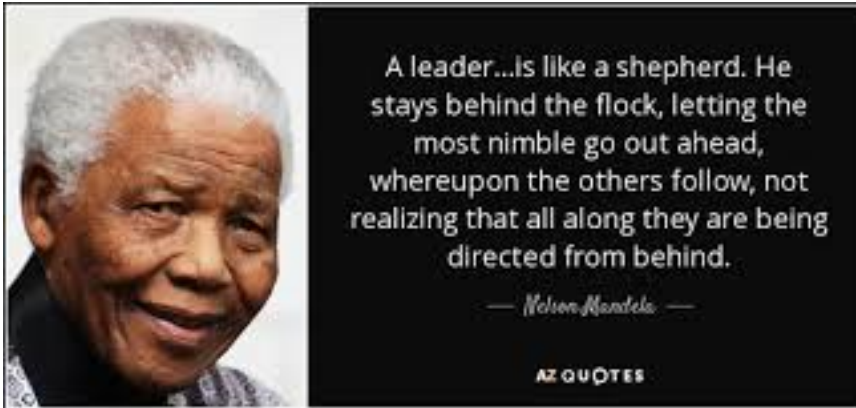 A leader...is like a shepherd. He
stays behind the flock, letting the
most nimble go out ahead,
whereupon the others follow, not
realizing that all along they are being
directed from behind.
— Nelson Mandela —
AZ QUOTES